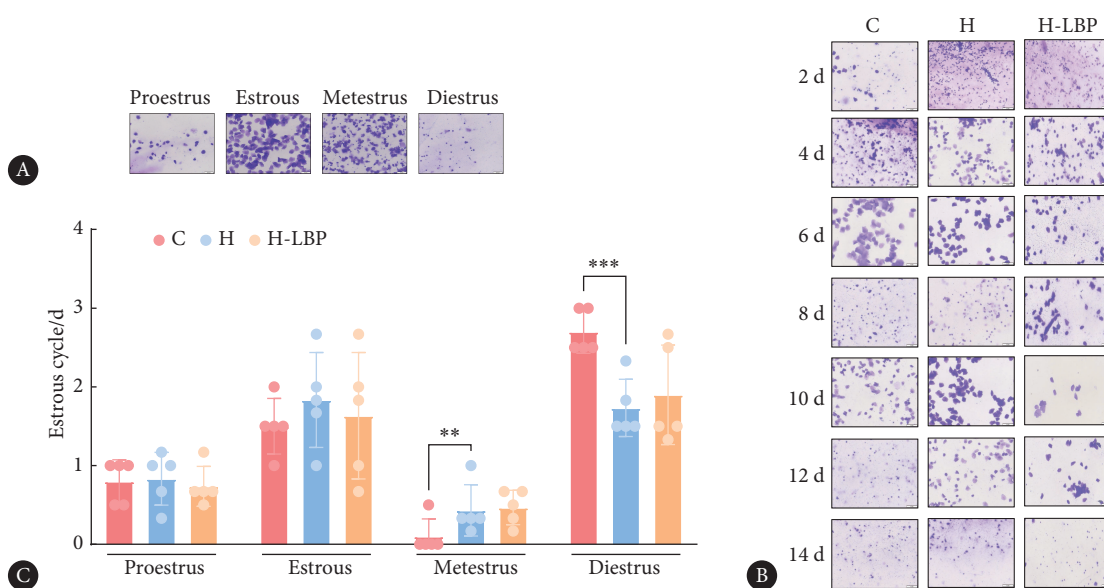 Proestrus Estrous Metestrus Diestrus
A
C H H-LBP
2 d
4 d
6 d
8 d
10 d
12 d
14 d
B
Estrous cycle/d
4
3
2
1
0
C H H-LBP
**
***
Proestrus Estrous Metestrus Diestrus
C